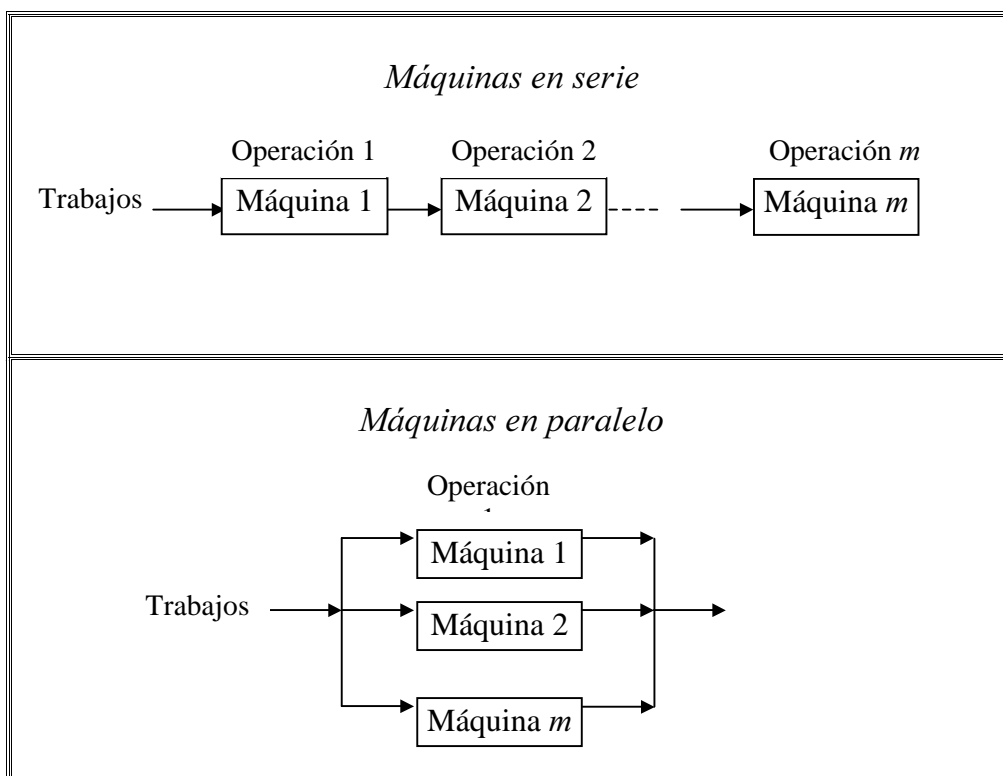 Máquinas en serie
Operación 1 Operación 2 Operación m
Trabajos Máquina 1 Máquina 2 Máquina m
Máquinas en paralelo
Operación
Máquina 1
Trabajos Máquina 2
Máquina m